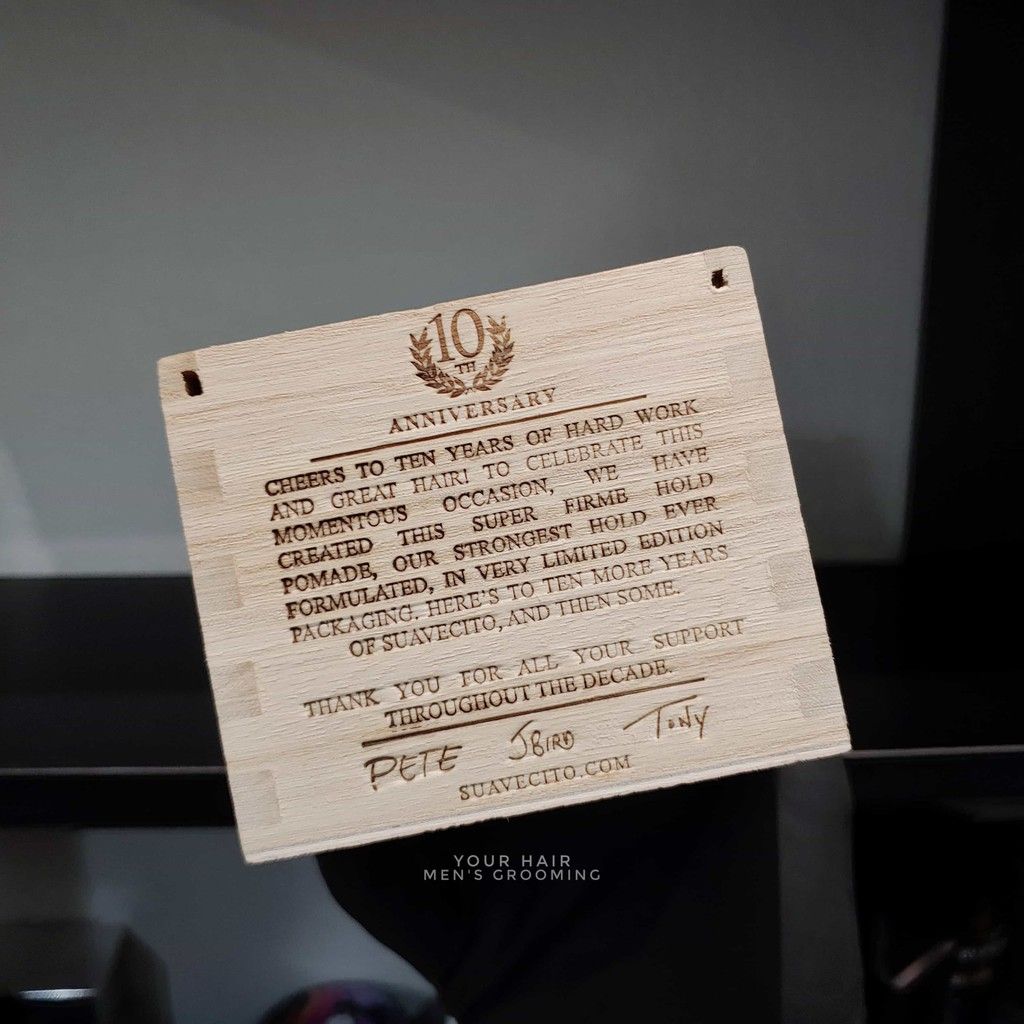 10
TH
ANNIVERSARY
CHEERS TO TEN YEARS OF HARD WORK
AND GREAT HAIR! TO CELEBRATE THIS
MOMENTOUS OCCASION, WE HAVE
CREATED THIS SUPER FIRME HOLD
POMADE, OUR STRONGEST HOLD EVER
FORMULATED, IN VERY LIMITED EDITION
PACKAGING. HERE'S TO TEN MORE YEARS
OF SUAVECITO, AND THEN SOME.
THANK YOU FOR ALL YOUR SUPPORT
THROUGHOUT THE DECADE.
PETE JBIRD TONY
SUAVECITO.COM
YOUR HAIR
MEN'S GROOMING